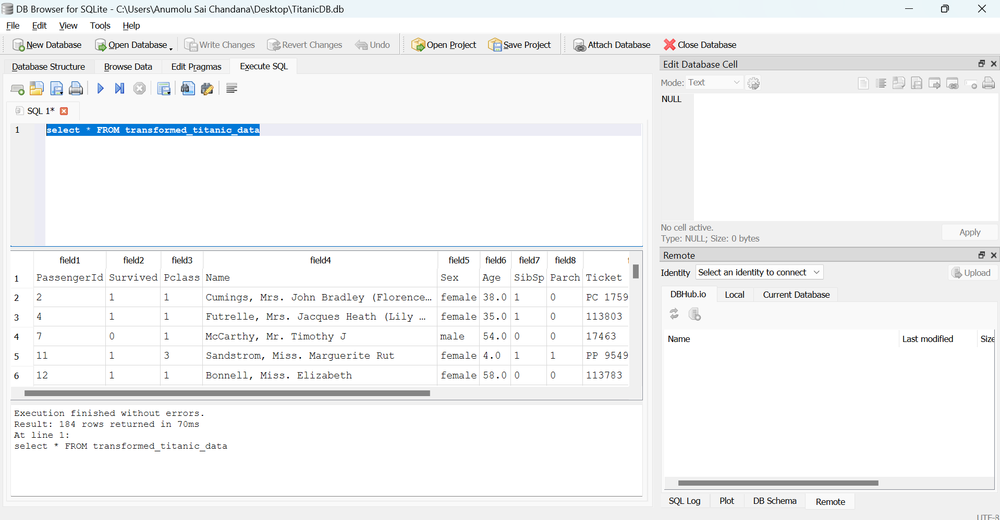 DB Browser for SQLite - C:\Users\Anumolu Sai Chandana\Desktop\TitanicDB.db
File Edit View Tools Help
New Database Open Database Write Changes Revert Changes Undo Open Project Save Project Attach Database Close Database
Database Structure Browse Data Edit Pragmas Execute SQL
SQL 1*
1 select * FROM transformed_titanic_data
field1 field2 field3 field4 field5 field6 field7 field8
1 PassengerId Survived Pclass Name Sex Age SibSp Parch Ticket
2 2 1 1 Cumings, Mrs. John Bradley (Florence... female 38.0 1 0 PC 1759
3 4 1 1 Futrelle, Mrs. Jacques Heath (Lily ... female 35.0 1 0 113803
4 7 0 1 McCarthy, Mr. Timothy J male 54.0 0 0 17463
5 11 1 3 Sandstrom, Miss. Marguerite Rut female 4.0 1 1 PP 9549
6 12 1 1 Bonnell, Miss. Elizabeth female 58.0 0 0 113783
Execution finished without errors.
Result: 184 rows returned in 70ms
At line 1:
select * FROM transformed_titanic_data
Edit Database Cell
Mode: Text
NULL
No cell active.
Type: NULL; Size: 0 bytes
Apply
Remote
Identity Select an identity to connect Upload
DBHub.io Local Current Database
Name Last modified Size
SQL Log Plot DB Schema Remote
UTF-8